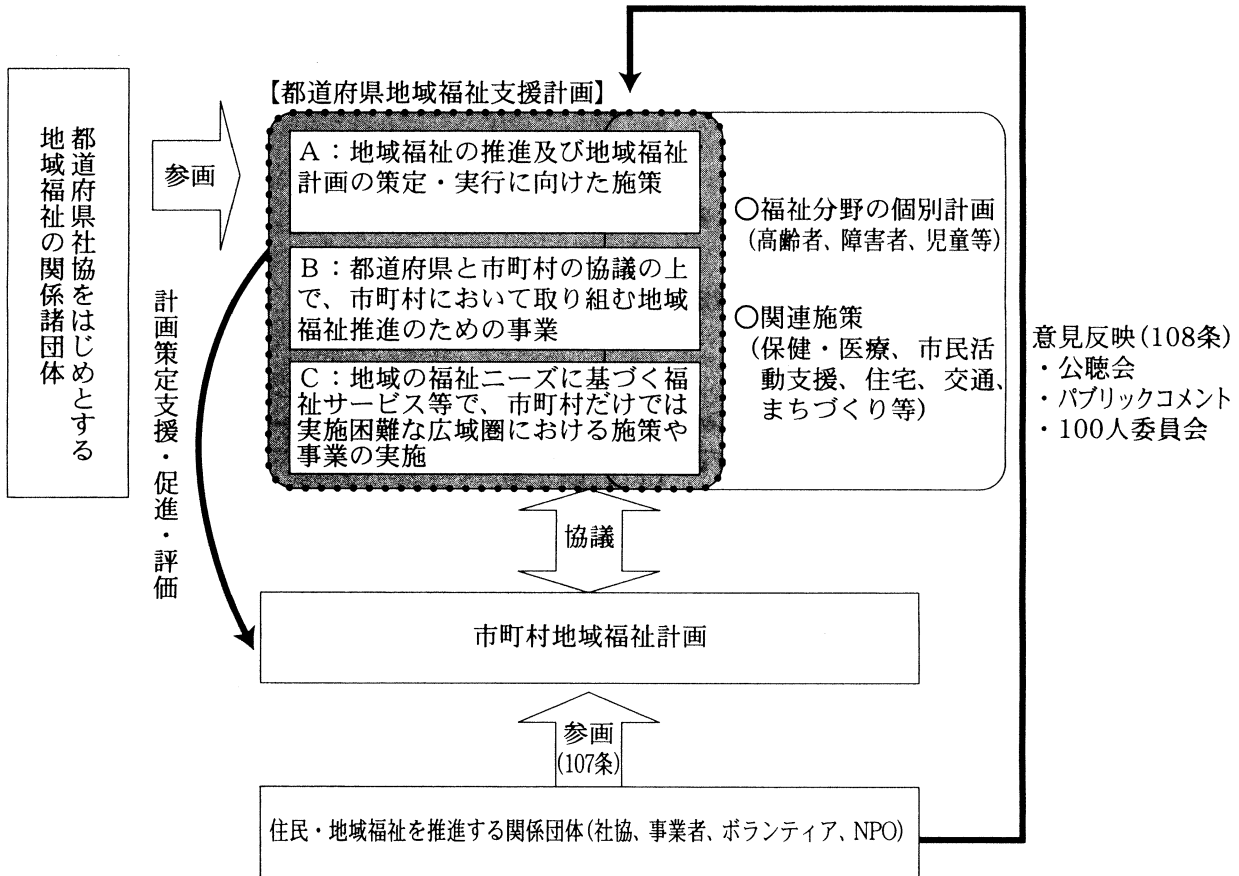 【都道府県地域福祉支援計画】
都道府県社協をはじめとする
地域福祉の関係諸団体
参画
A：地域福祉の推進及び地域福祉
計画の策定・実行に向けた施策
B：都道府県と市町村の協議の上
で、市町村において取り組む地域
福祉推進のための事業
C：地域の福祉ニーズに基づく福
祉サービス等で、市町村だけでは
実施困難な広域圏における施策や
事業の実施
○福祉分野の個別計画
（高齢者、障害者、児童等）
○関連施策
（保健・医療、市民活
動支援、住宅、交通、
まちづくり等）
意見反映(108条)
・公聴会
・パブリックコメント
・100人委員会
計画策定支援・促進・評価
協議
市町村地域福祉計画
参画
(107条)
住民・地域福祉を推進する関係団体(社協、事業者、ボランティア、NPO)